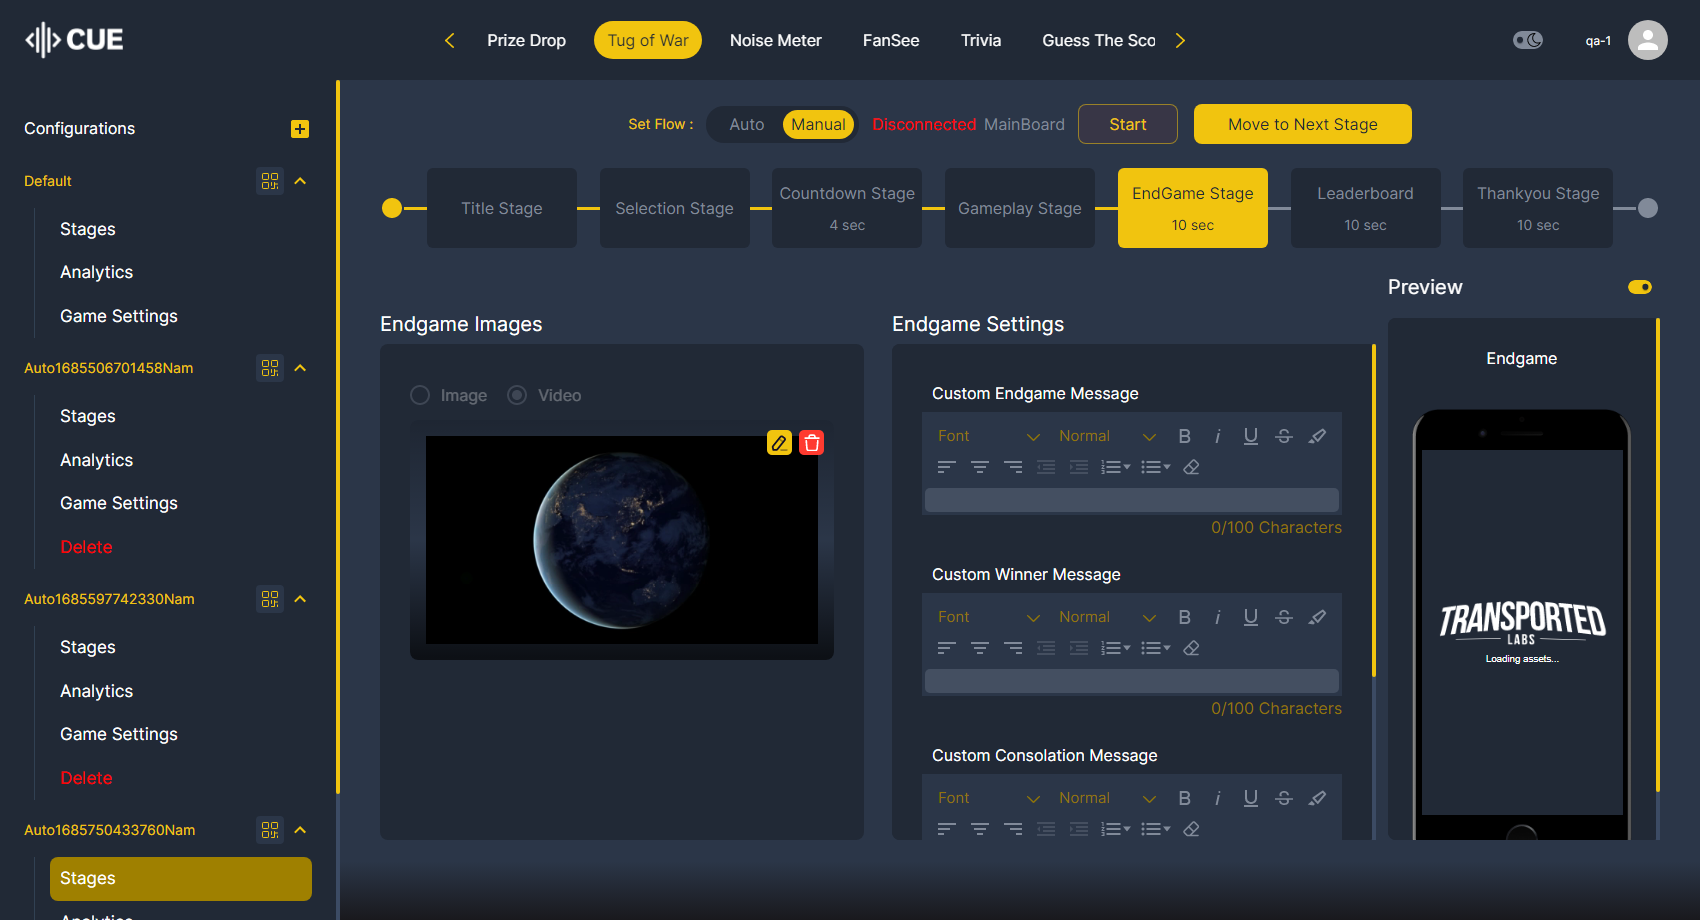 CUE
Prize Drop
Tug of War
Noise Meter
FanSee
Trivia
Guess The Sco
qa-1
Configurations
Default
Stages
Analytics
Game Settings
Auto1685506701458Nam
Stages
Analytics
Game Settings
Delete
Auto1685597742330Nam
Stages
Analytics
Game Settings
Delete
Auto1685750433760Nam
Stages
Analytics
Set Flow :
Auto
Manual
Disconnected MainBoard
Start
Move to Next Stage
Title Stage
Selection Stage
Countdown Stage
4 sec
Gameplay Stage
EndGame Stage
10 sec
Leaderboard
10 sec
Thankyou Stage
10 sec
Endgame Images
Image
Video
Endgame Settings
Custom Endgame Message
Font
Normal
B i U S
0/100 Characters
Custom Winner Message
Font
Normal
B i U S
0/100 Characters
Custom Consolation Message
Font
Normal
B i U S
Preview
Endgame
TRANSPORTED
LABS
Loading assets...